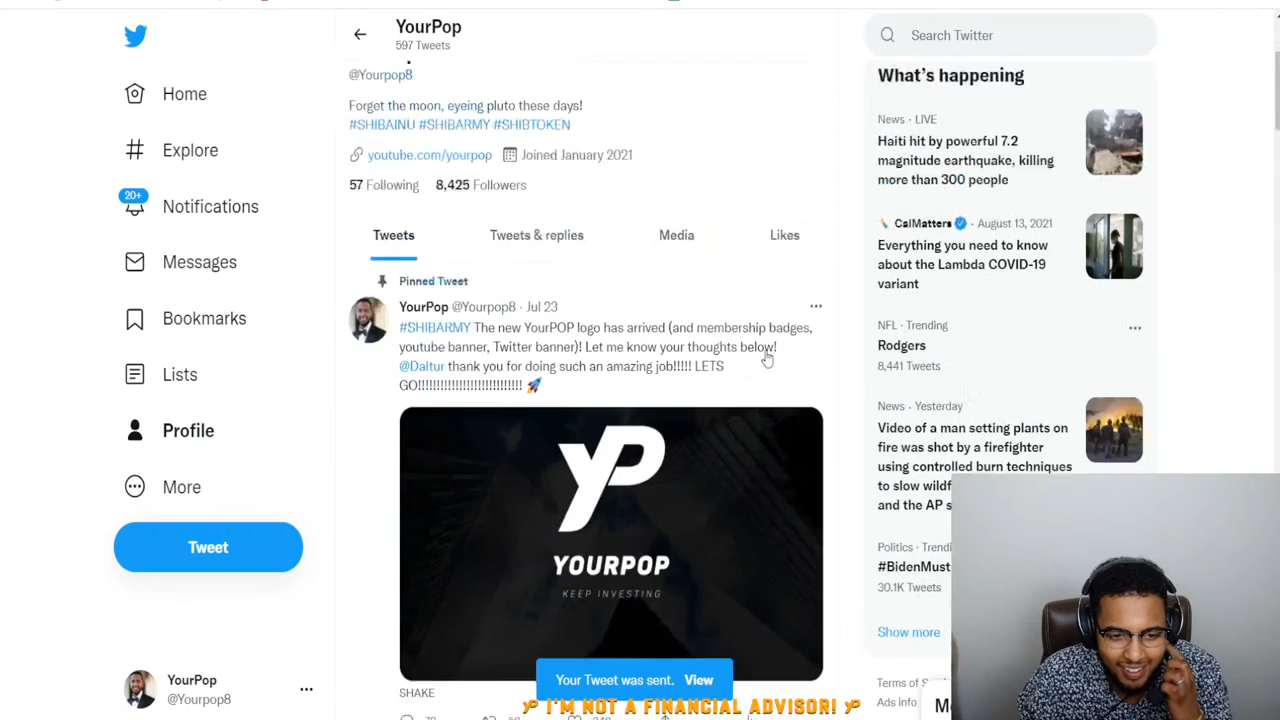 YourPop
597 Tweets
@Yourpop8
Forget the moon, eyeing pluto these days!
#SHIBAINU #SHIBARMY #SHIBTOKEN
youtube.com/yourpop Joined January 2021
57 Following 8,425 Followers
Tweets Tweets & replies Media Likes
Pinned Tweet
YourPop @Yourpop8 · Jul 23
#SHIBARMY The new YourPOP logo has arrived (and membership badges,
youtube banner, Twitter banner)! Let me know your thoughts below!
@Daltur thank you for doing such an amazing job!!!!! LETS
GO!!!!!!!!!!!!!!!!!!!!!!!!!!! 🚀
YP
YOURPOP
KEEP INVESTING
SHAKE
Your Tweet was sent. View
Home
Explore
20+
Notifications
Messages
Bookmarks
Lists
Profile
More
Tweet
YourPop
@Yourpop8
Search Twitter
What's happening
News · LIVE
Haiti hit by powerful 7.2
magnitude earthquake, killing
more than 300 people
CalMatters · August 13, 2021
Everything you need to know
about the Lambda COVID-19
variant
NFL · Trending
Rodgers
8,441 Tweets
News · Yesterday
Video of a man setting plants on
fire was shot by a firefighter
using controlled burn techniques
to slow wildf
and the AP s
Politics · Trendi
#BidenMust
30.1K Tweets
Show more
Terms of
Ads info
YP I'M NOT A FINANCIAL ADVISOR! YP